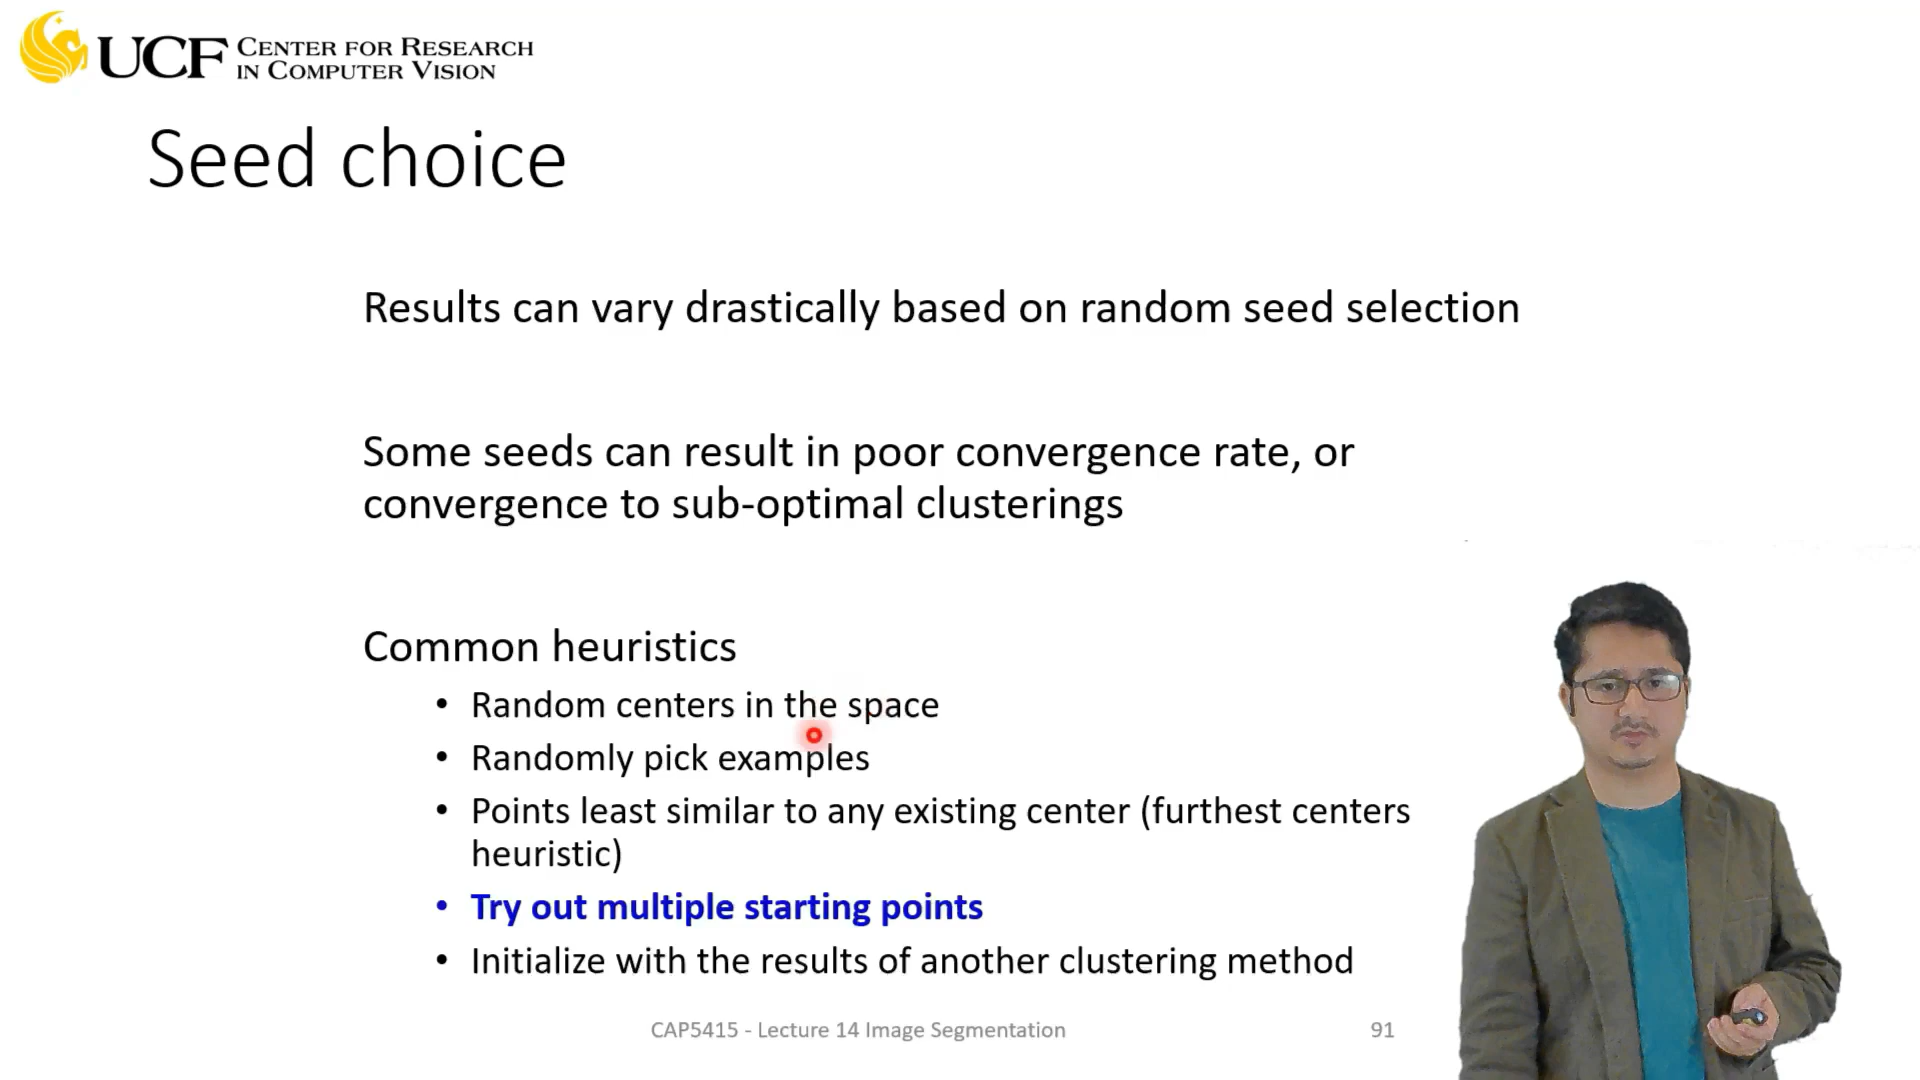 UCF CENTER FOR RESEARCH
IN COMPUTER VISION
Seed choice
Results can vary drastically based on random seed selection
Some seeds can result in poor convergence rate, or
convergence to sub-optimal clusterings
Common heuristics
• Random centers in the space
• Randomly pick examples
• Points least similar to any existing center (furthest centers
heuristic)
• Try out multiple starting points
• Initialize with the results of another clustering method
CAP5415 - Lecture 14 Image Segmentation 91